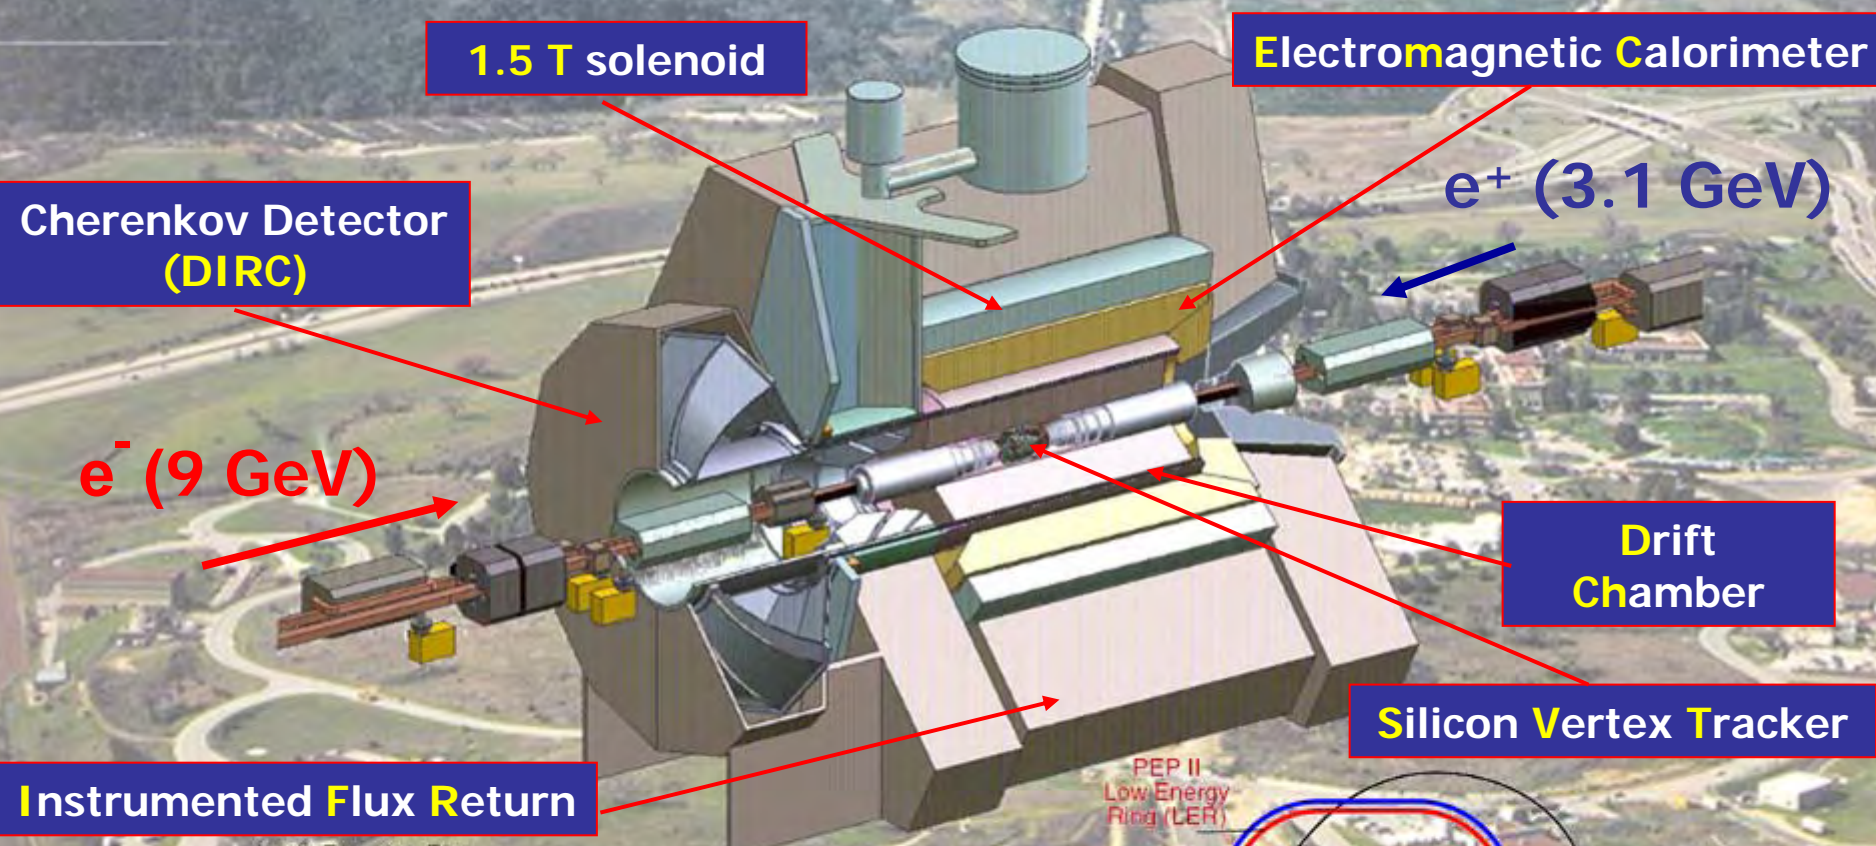 1.5 T solenoid
Electromagnetic Calorimeter
e⁺ (3.1 GeV)
Cherenkov Detector
(DIRC)
e⁻ (9 GeV)
Drift
Chamber
Silicon Vertex Tracker
Instrumented Flux Return
PEP II
Low Energy
Ring (LER)